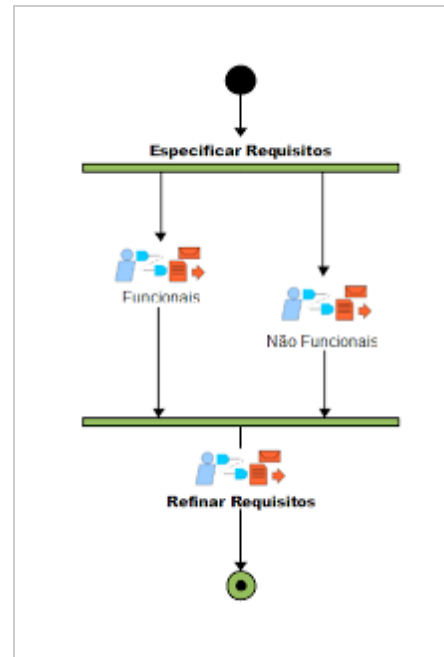 Especificar Requisitos
Funcionais
Não Funcionais
Refinar Requisitos